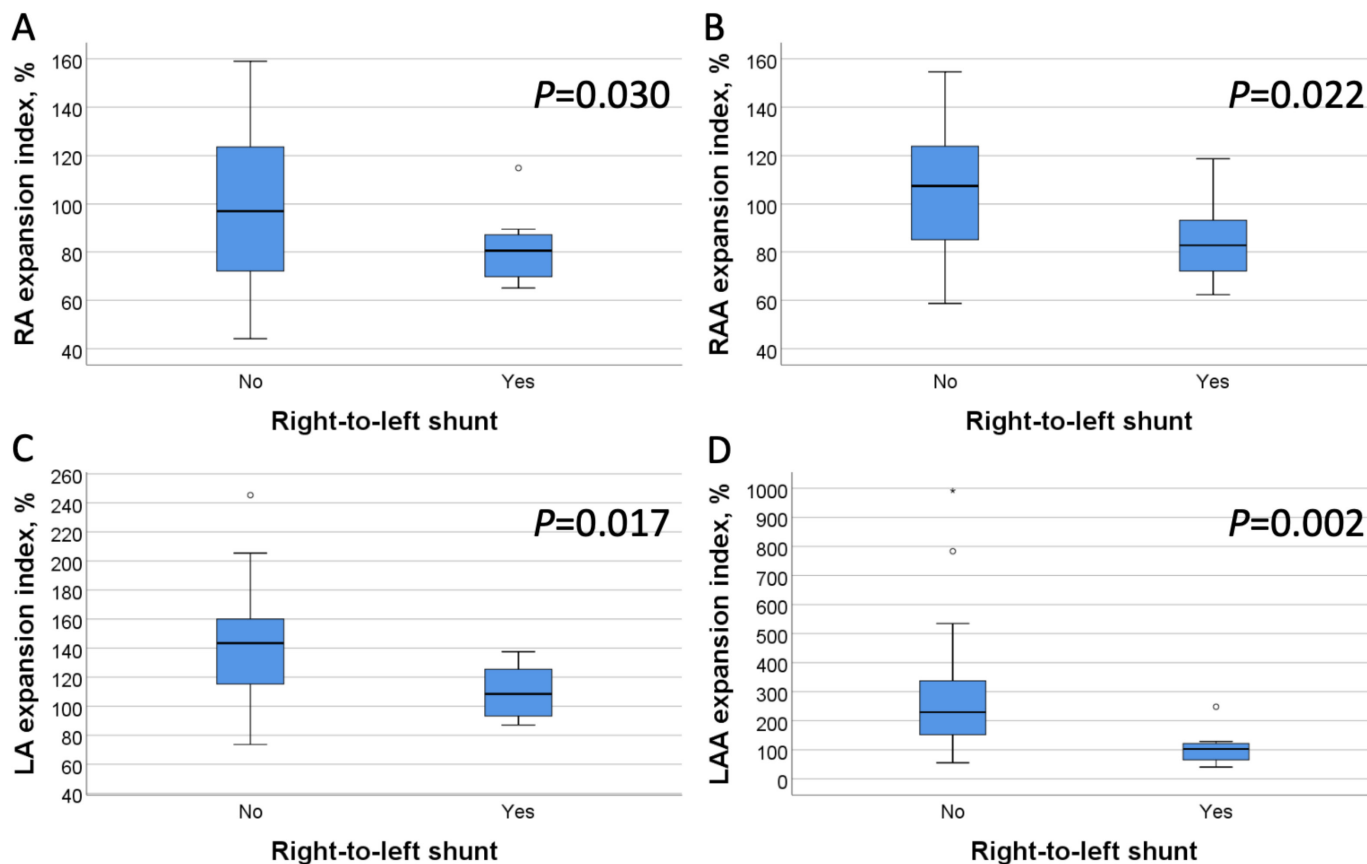 A
RA expansion index, %
160
140
120
100
80
60
40
P=0.030
No
Yes
Right-to-left shunt
B
RAA expansion index, %
160
140
120
100
80
60
40
P=0.022
No
Yes
Right-to-left shunt
C
LA expansion index, %
260
240
220
200
180
160
140
120
100
80
60
40
P=0.017
No
Yes
Right-to-left shunt
D
LAA expansion index, %
1000
900
800
700
600
500
400
300
200
100
0
P=0.002
No
Yes
Right-to-left shunt